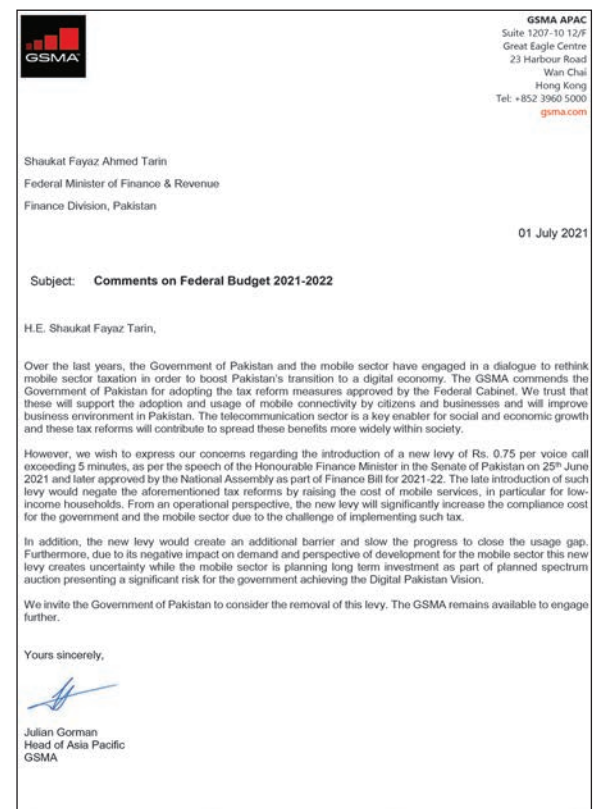 GSMA
GSMA APAC
Suite 1207-10 12/F
Great Eagle Centre
23 Harbour Road
Wan Chai
Hong Kong
Tel: +852 3960 5000
gsma.com
Shaukat Fayaz Ahmed Tarin
Federal Minister of Finance & Revenue
Finance Division, Pakistan
01 July 2021
Subject: Comments on Federal Budget 2021-2022
H.E. Shaukat Fayaz Tarin,
Over the last years, the Government of Pakistan and the mobile sector have engaged in a dialogue to rethink
mobile sector taxation in order to boost Pakistan's transition to a digital economy. The GSMA commends the
Government of Pakistan for adopting the tax reform measures approved by the Federal Cabinet. We trust that
these will support the adoption and usage of mobile connectivity by citizens and businesses and will improve
business environment in Pakistan. The telecommunication sector is a key enabler for social and economic growth
and these tax reforms will contribute to spread these benefits more widely within society.
However, we wish to express our concerns regarding the introduction of a new levy of Rs. 0.75 per voice call
exceeding 5 minutes, as per the speech of the Honourable Finance Minister in the Senate of Pakistan on 25th June
2021 and later approved by the National Assembly as part of Finance Bill for 2021-22. The late introduction of such
levy would negate the aforementioned tax reforms by raising the cost of mobile services, in particular for low-
income households. From an operational perspective, the new levy will significantly increase the compliance cost
for the government and the mobile sector due to the challenge of implementing such tax.
In addition, the new levy would create an additional barrier and slow the progress to close the usage gap.
Furthermore, due to its negative impact on demand and perspective of development for the mobile sector this new
levy creates uncertainty while the mobile sector is planning long term investment as part of planned spectrum
auction presenting a significant risk for the government achieving the Digital Pakistan Vision.
We invite the Government of Pakistan to consider the removal of this levy. The GSMA remains available to engage
further.
Yours sincerely,
Julian Gorman
Head of Asia Pacific
GSMA